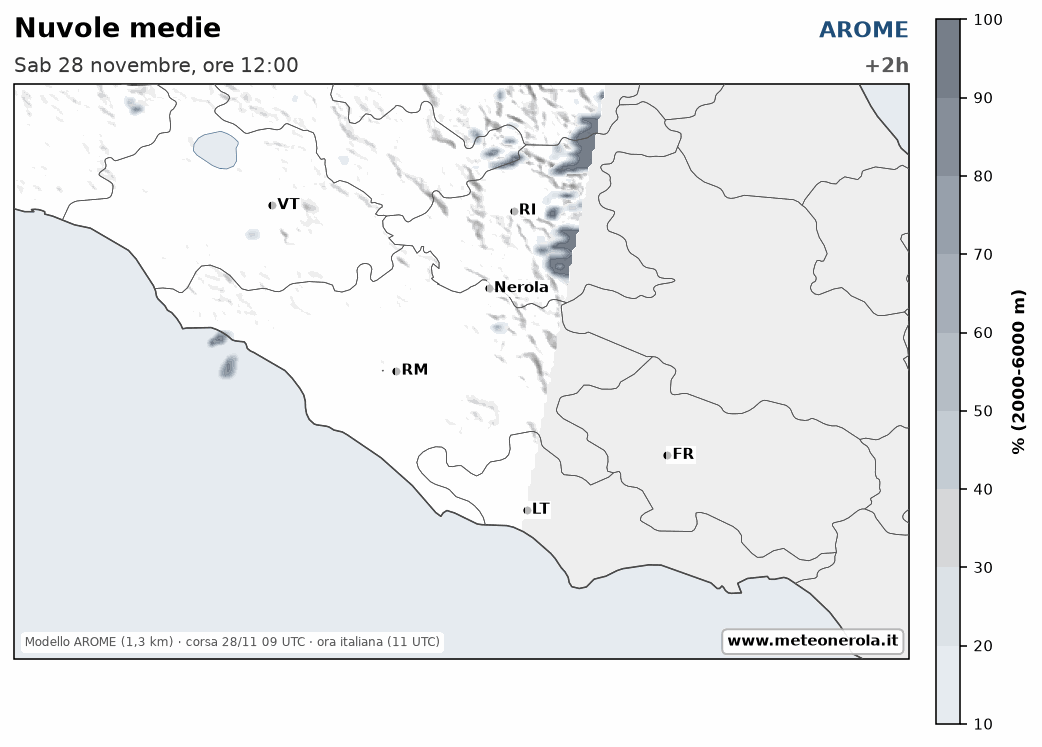 Nuvole medie
AROME
Sab 28 novembre, ore 12:00
+2h
VT
RI
Nerola
RM
FR
LT
Modello AROME (1,3 km) · corsa 28/11 09 UTC · ora italiana (11 UTC)
www.meteonerola.it
100
90
80
70
60
50
40
30
20
10
% (2000-6000 m)